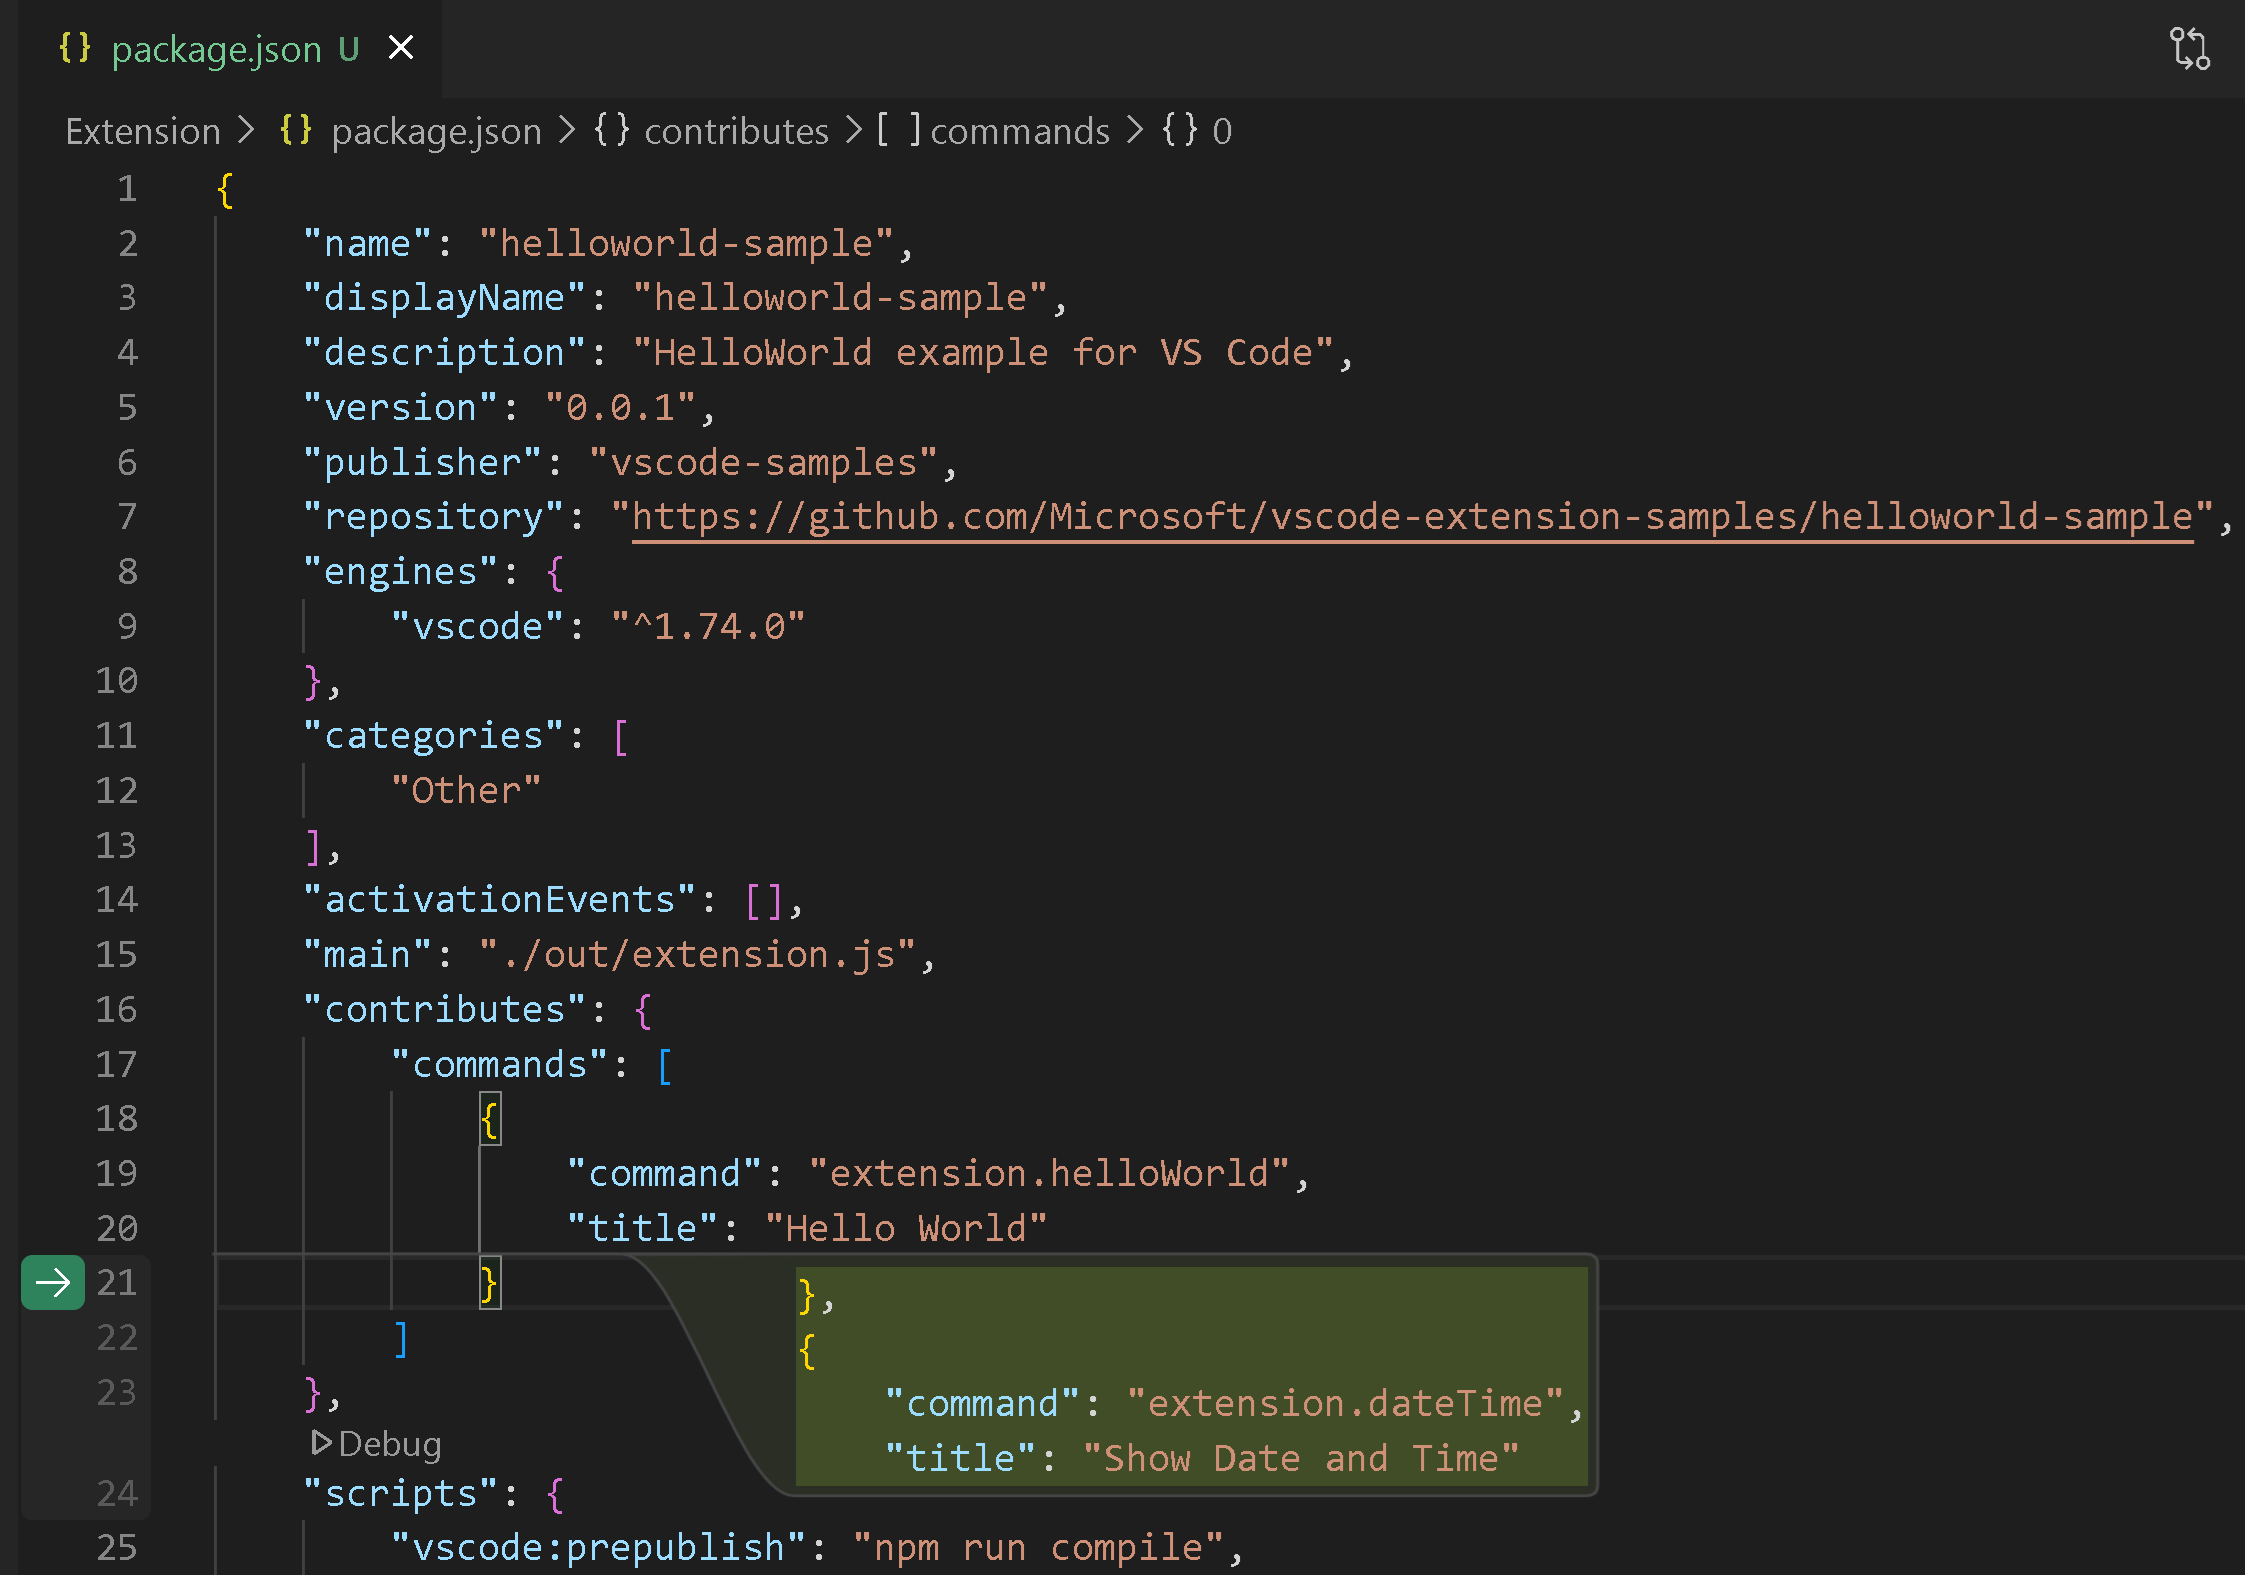 {} package.json U ×
Extension > {} package.json > {} contributes > [ ] commands > {} 0
1 {
2 "name": "helloworld-sample",
3 "displayName": "helloworld-sample",
4 "description": "HelloWorld example for VS Code",
5 "version": "0.0.1",
6 "publisher": "vscode-samples",
7 "repository": "https://github.com/Microsoft/vscode-extension-samples/helloworld-sample",
8 "engines": {
9 "vscode": "^1.74.0"
10 },
11 "categories": [
12 "Other"
13 ],
14 "activationEvents": [],
15 "main": "./out/extension.js",
16 "contributes": {
17 "commands": [
18 {
19 "command": "extension.helloWorld",
20 "title": "Hello World"
21 }
22 ]
23 },
Debug
24 "scripts": {
25 "vscode:prepublish": "npm run compile",
},
{
"command": "extension.dateTime",
"title": "Show Date and Time"